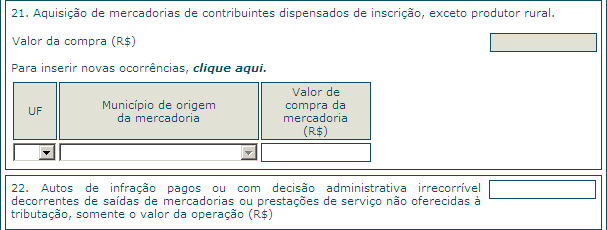 21. Aquisição de mercadorias de contribuintes dispensados de inscrição, exceto produtor rural.
Valor da compra (R$)
Para inserir novas ocorrências, clique aqui.
UF
Município de origem
da mercadoria
Valor de
compra da
mercadoria
(R$)
22. Autos de infração pagos ou com decisão administrativa irrecorrível
decorrentes de saídas de mercadorias ou prestações de serviço não oferecidas à
tributação, somente o valor da operação (R$)